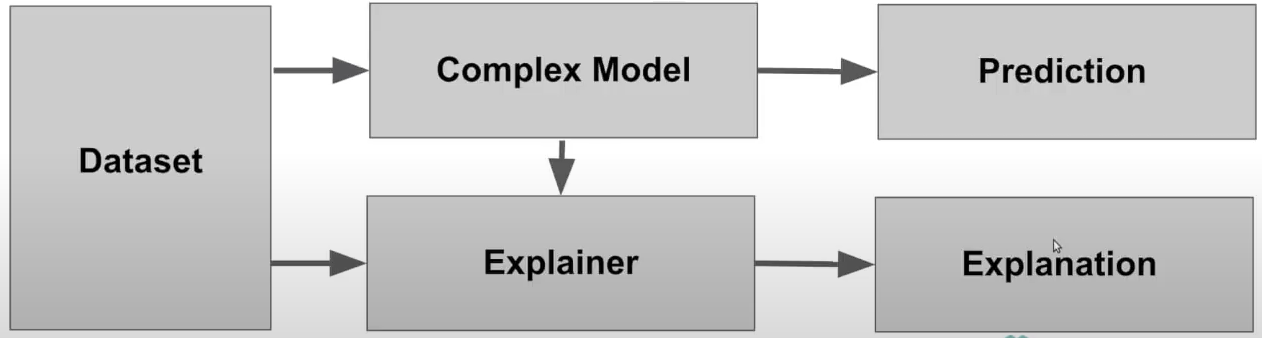 Complex Model
Prediction
Dataset
Explainer
Explanation